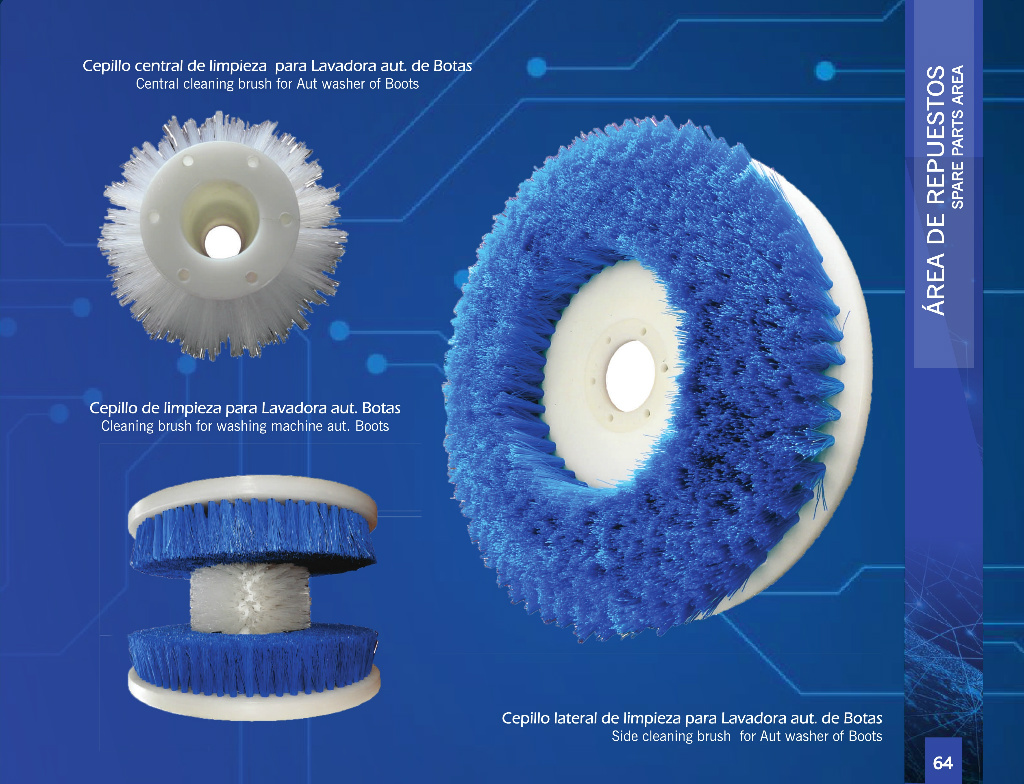 Cepillo central de limpieza para Lavadora aut. de Botas
Central cleaning brush for Aut washer of Boots
Cepillo de limpieza para Lavadora aut. Botas
Cleaning brush for washing machine aut. Boots
Cepillo lateral de limpieza para Lavadora aut. de Botas
Side cleaning brush for Aut washer of Boots
ÁREA DE REPUESTOS
SPARE PARTS AREA
64